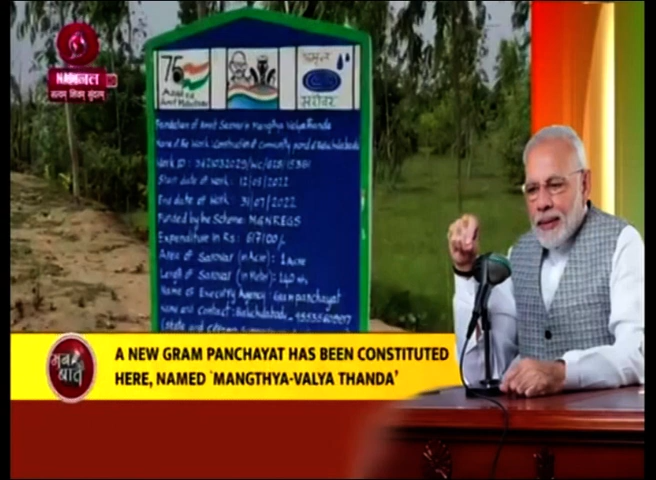 NATIONAL
सत्यम् शिवम् सुन्दरम्
75
Azadi Ka
Amrit Mahotsav
अमृत
सरोवर
Foundation of Amrit Sarovar in Mangthya Valya Thanda
Name of the Work: Construction of Community pond at
Work ID :
Start date of work : 12/05/2022
End date of work : 31/07/2022
Funded by the Scheme: MGNREGS
Expenditure in Rs : 61700/-
Area of Sarovar (in Acre) : 1 Acre
Length of Sarovar (in Meter) :
Name of Executing Agency : Gram panchayat
Name and Contact :
मन की
बात
A NEW GRAM PANCHAYAT HAS BEEN CONSTITUTED
HERE, NAMED 'MANGTHYA-VALYA THANDA'